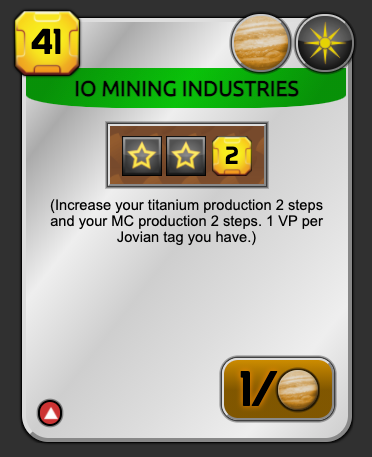 41
IO MINING INDUSTRIES
2
(Increase your titanium production 2 steps
and your MC production 2 steps. 1 VP per
Jovian tag you have.)
1/